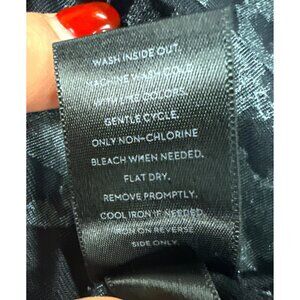 WASH INSIDE OUT.
MACHINE WASH COLD
WITH LIKE COLORS.
GENTLE CYCLE.
ONLY NON-CHLORINE
BLEACH WHEN NEEDED.
FLAT DRY.
REMOVE PROMPTLY.
COOL IRON IF NEEDED.
IRON ON REVERSE
SIDE ONLY.